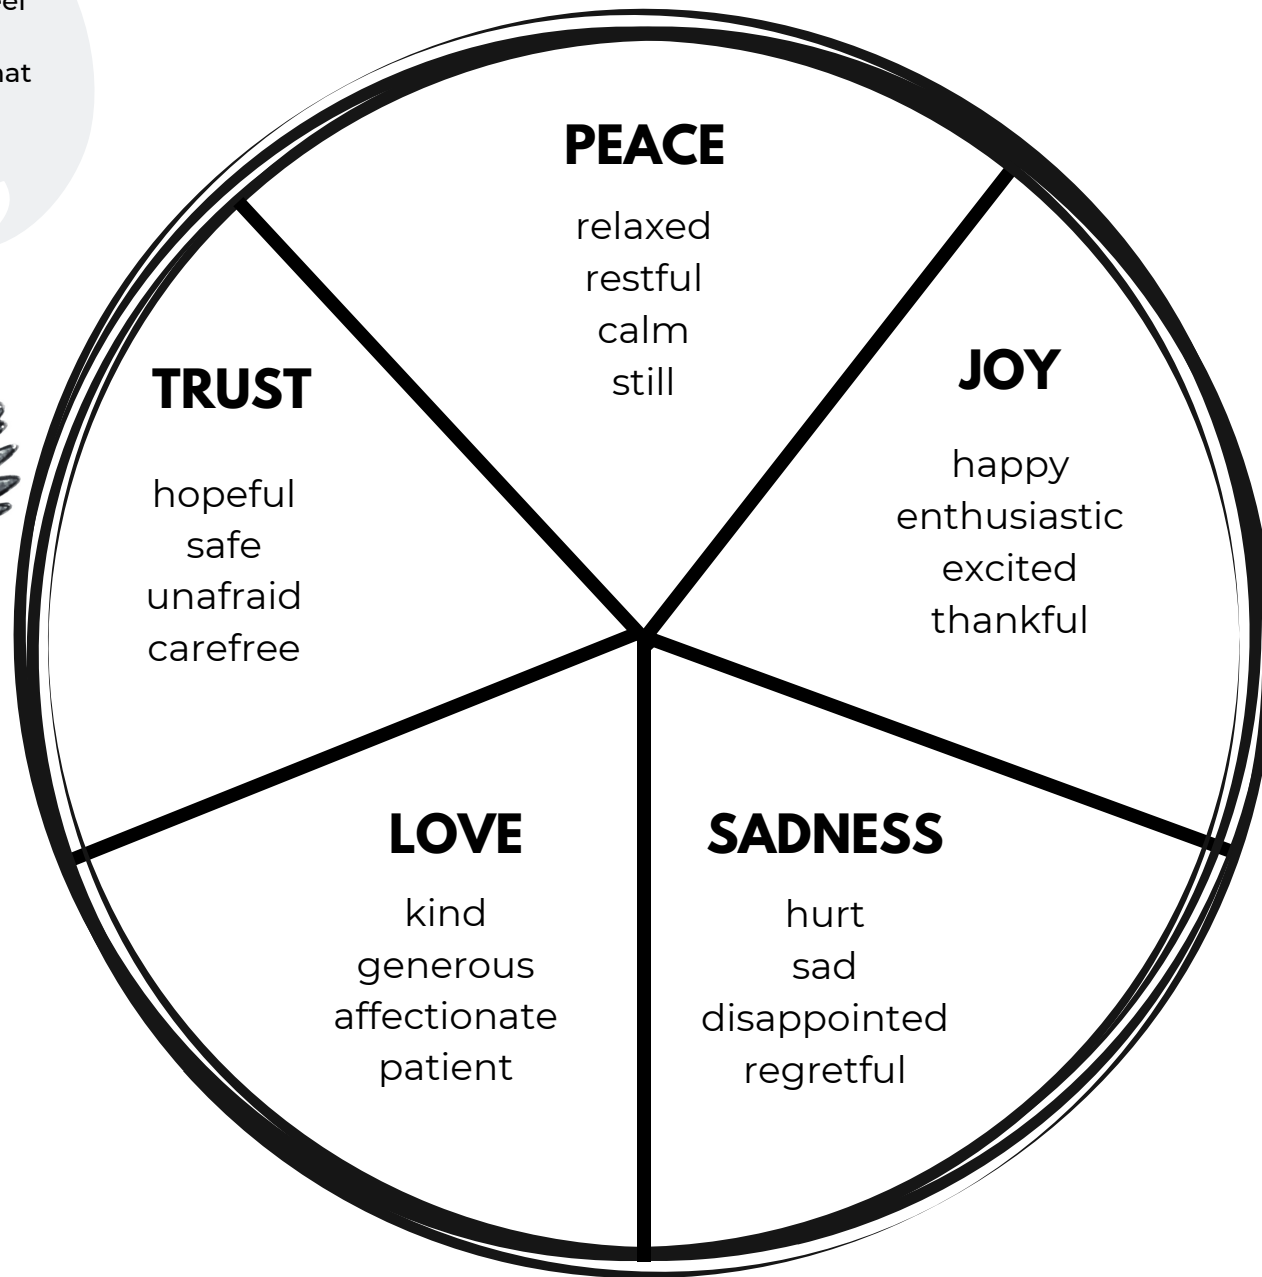 PEACE
relaxed
restful
calm
still
JOY
happy
enthusiastic
excited
thankful
TRUST
hopeful
safe
unafraid
carefree
LOVE
kind
generous
affectionate
patient
SADNESS
hurt
sad
disappointed
regretful